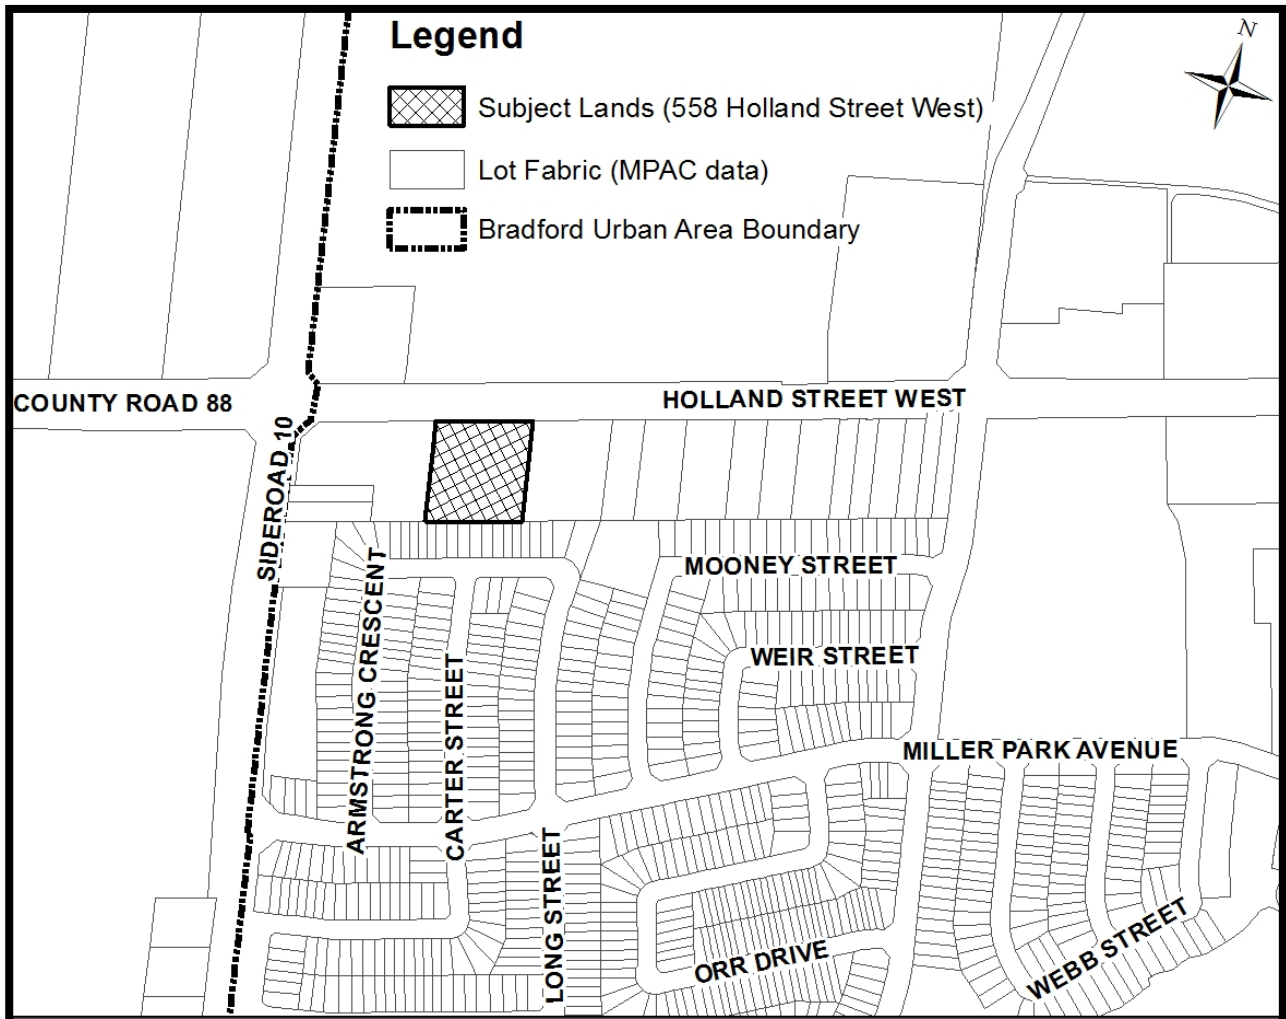 N
Legend
Subject Lands (558 Holland Street West)
Lot Fabric (MPAC data)
Bradford Urban Area Boundary
COUNTY ROAD 88
HOLLAND STREET WEST
SIDEROAD 10
MOONEY STREET
ARMSTRONG CRESCENT
WEIR STREET
CARTER STREET
MILLER PARK AVENUE
LONG STREET
ORR DRIVE
WEBB STREET